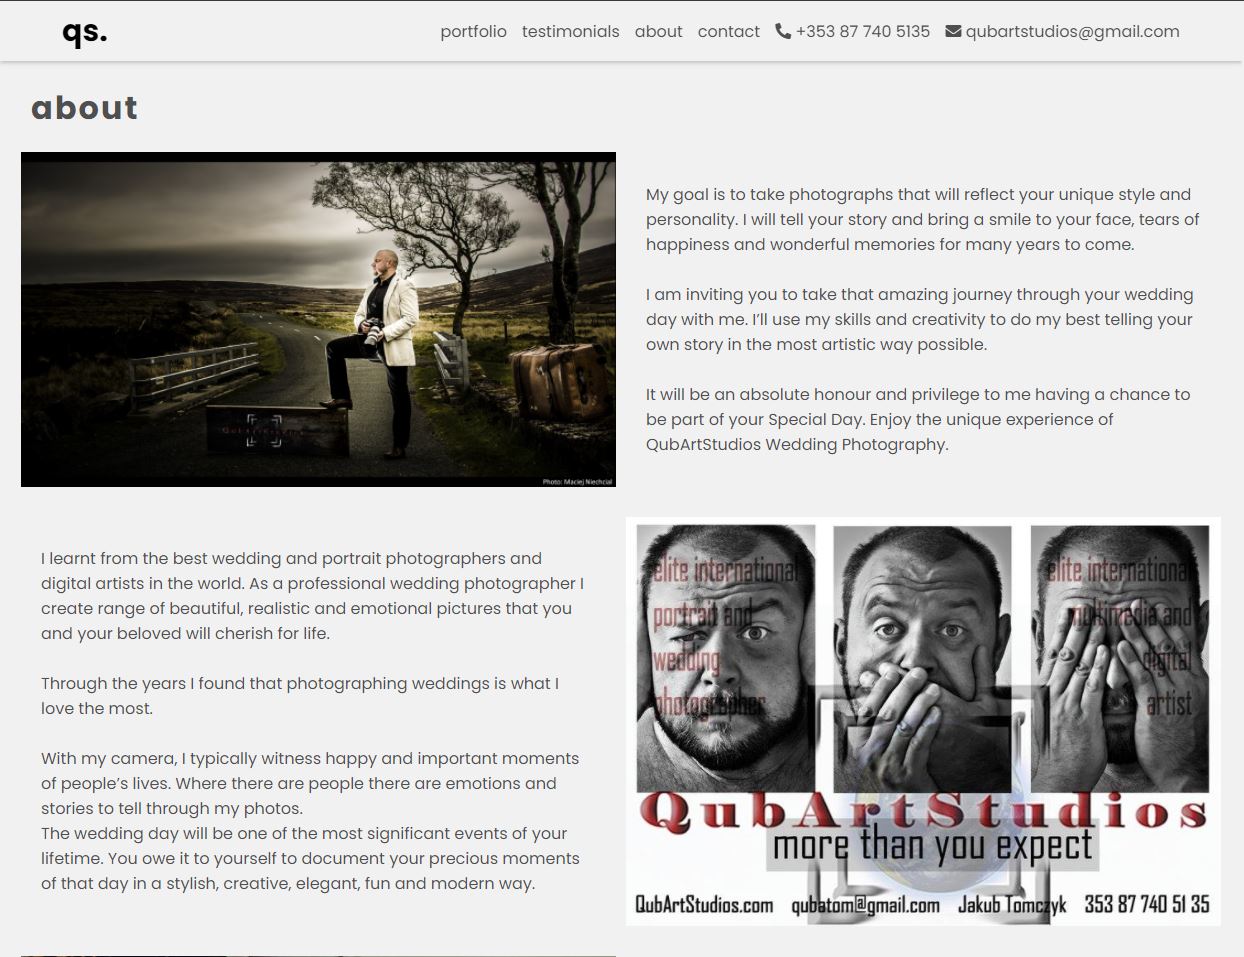 qs.
portfolio testimonials about contact +353 87 740 5135 qubartstudios@gmail.com
about
Photo: Maciej Niechcial
My goal is to take photographs that will reflect your unique style and
personality. I will tell your story and bring a smile to your face, tears of
happiness and wonderful memories for many years to come.
I am inviting you to take that amazing journey through your wedding
day with me. I’ll use my skills and creativity to do my best telling your
own story in the most artistic way possible.
It will be an absolute honour and privilege to me having a chance to
be part of your Special Day. Enjoy the unique experience of
QubArtStudios Wedding Photography.
I learnt from the best wedding and portrait photographers and
digital artists in the world. As a professional wedding photographer I
create range of beautiful, realistic and emotional pictures that you
and your beloved will cherish for life.
Through the years I found that photographing weddings is what I
love the most.
With my camera, I typically witness happy and important moments
of people’s lives. Where there are people there are emotions and
stories to tell through my photos.
The wedding day will be one of the most significant events of your
lifetime. You owe it to yourself to document your precious moments
of that day in a stylish, creative, elegant, fun and modern way.
elite international
portrait and
wedding
photographer
elite international
multimedia and
digital
artist
QubArtStudios
more than you expect
QubArtStudios.com qubatom@gmail.com Jakub Tomczyk 353 87 740 51 35